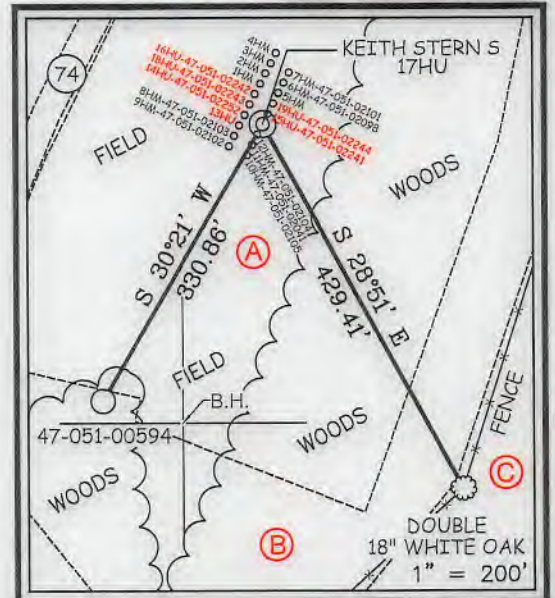 74
4HM
3HM
2HM
1HM
16HU-47-051-02242
18HU-47-051-02243
14HU-47-051-02252
13HU
8HM-47-051-02103
9HM-47-051-02102
KEITH STERN S
17HU
7HM-47-051-02101
6HM-47-051-02098
5HM
19HU-47-051-02244
15HU-47-051-02241
FIELD
WOODS
S 30°21' W
330.86'
A
S 28°51' E
429.41'
FIELD
B.H.
47-051-00594
WOODS
WOODS
FENCE
C
B
DOUBLE
18" WHITE OAK
1" = 200'